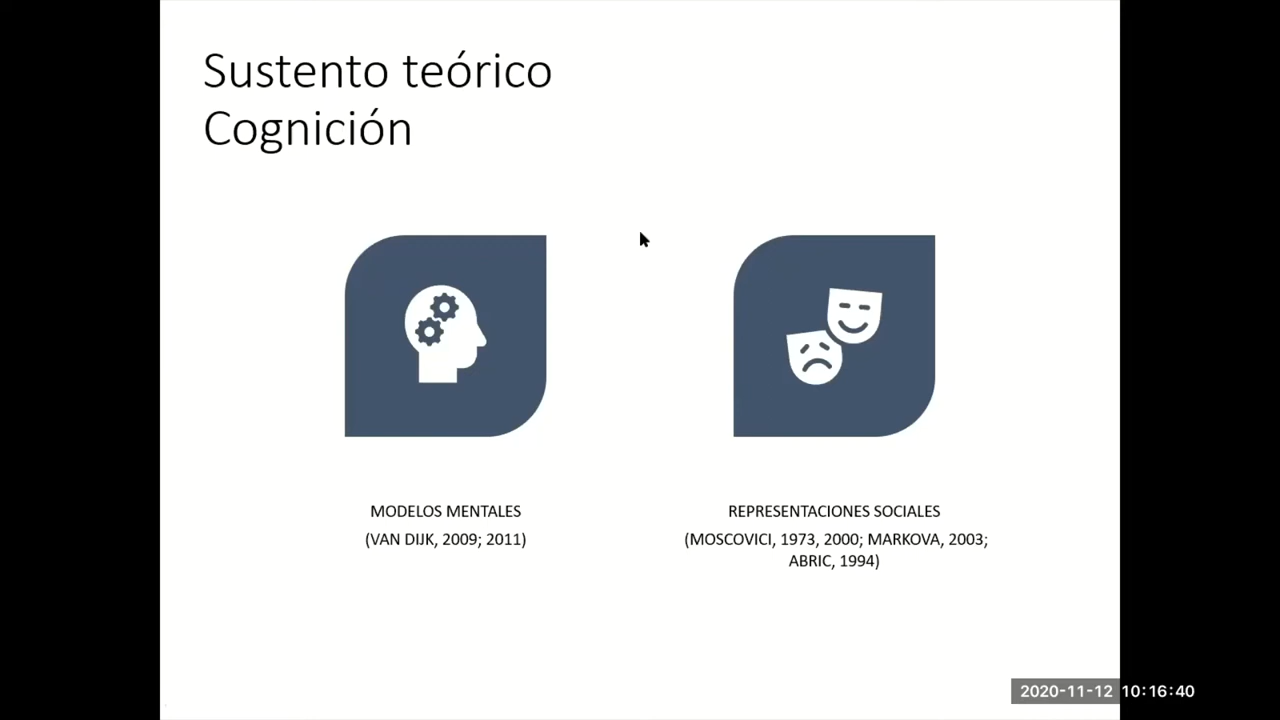 Sustento teórico
Cognición
MODELOS MENTALES
(VAN DIJK, 2009; 2011)
REPRESENTACIONES SOCIALES
(MOSCOVICI, 1973, 2000; MARKOVA, 2003;
ABRIC, 1994)
2020-11-12 10:16:40